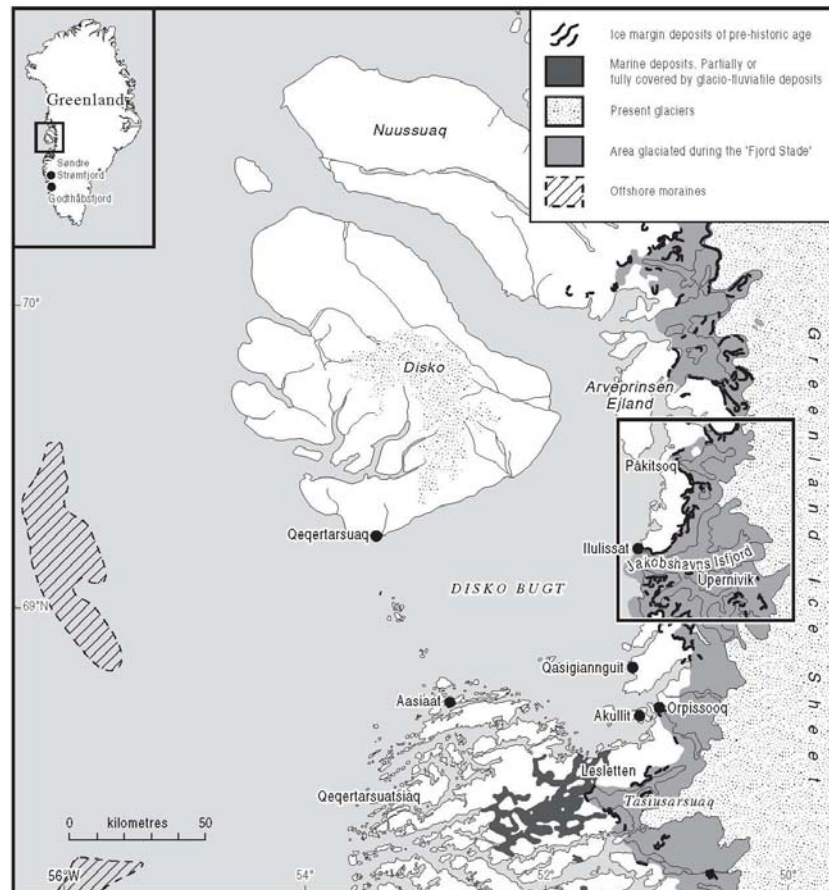 Greenland
Søndre
Strømfjord
Godthåbsfjord
Ice margin deposits of pre-historic age
Marine deposits. Partially or
fully covered by glacio-fluviatile deposits
Present glaciers
Area glaciated during the 'Fjord Stade'
Offshore moraines
Nuussuaq
70°
Disko
Arveprinsen
Ejland
Greenland Ice Sheet
Påkitsoq
Qeqertarsuaq
Ilulissat
Jakobshavns Isfjord
Upernivik
DISKO BUGT
69°N
Qasigiannguit
Aasiaat
Orpissooq
Akullit
Lesletten
Qeqertarsuatsiaq
Tasiusarsuaq
0 kilometres 50
56°W
54°
52°
50°